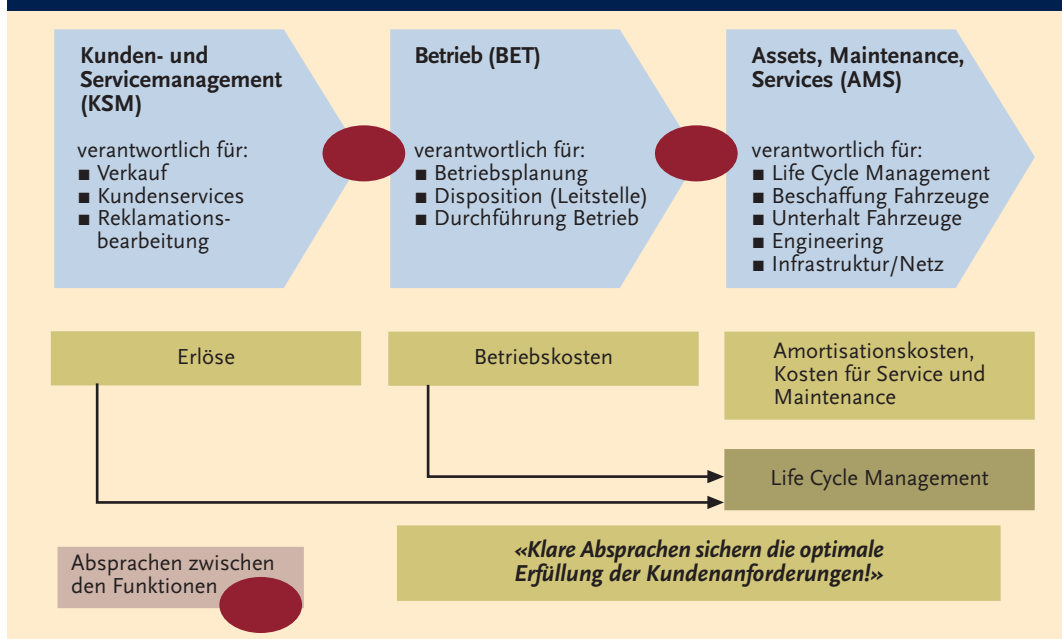 Kunden- und
Servicemanagement
(KSM)
verantwortlich für:
■ Verkauf
■ Kundenservices
■ Reklamations-
bearbeitung
Betrieb (BET)
verantwortlich für:
■ Betriebsplanung
■ Disposition (Leitstelle)
■ Durchführung Betrieb
Assets, Maintenance,
Services (AMS)
verantwortlich für:
■ Life Cycle Management
■ Beschaffung Fahrzeuge
■ Unterhalt Fahrzeuge
■ Engineering
■ Infrastruktur/Netz
Erlöse
Betriebskosten
Amortisationskosten,
Kosten für Service und
Maintenance
Life Cycle Management
Absprachen zwischen
den Funktionen
«Klare Absprachen sichern die optimale
Erfüllung der Kundenanforderungen!»